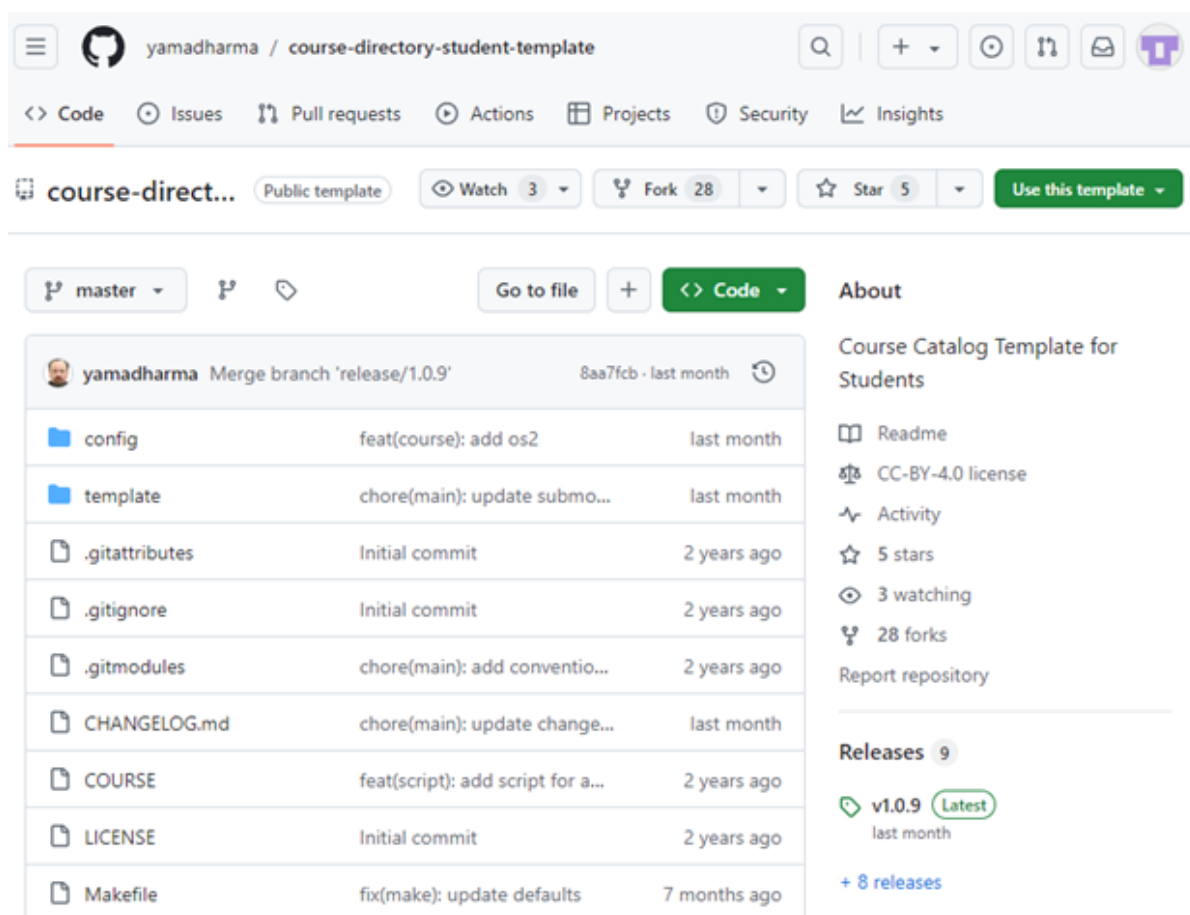 yamadharma / course-directory-student-template
Code Issues Pull requests Actions Projects Security Insights
course-direct... Public template Watch 3 Fork 28 Star 5 Use this template
master Go to file Code
yamadharma Merge branch 'release/1.0.9' 8aa7fcb · last month
config feat(course): add os2 last month
template chore(main): update submo... last month
.gitattributes Initial commit 2 years ago
.gitignore Initial commit 2 years ago
.gitmodules chore(main): add conventio... 2 years ago
CHANGELOG.md chore(main): update change... last month
COURSE feat(script): add script for a... 2 years ago
LICENSE Initial commit 2 years ago
Makefile fix(make): update defaults 7 months ago
About
Course Catalog Template for
Students
Readme
CC-BY-4.0 license
Activity
5 stars
3 watching
28 forks
Report repository
Releases 9
v1.0.9 Latest
last month
+ 8 releases